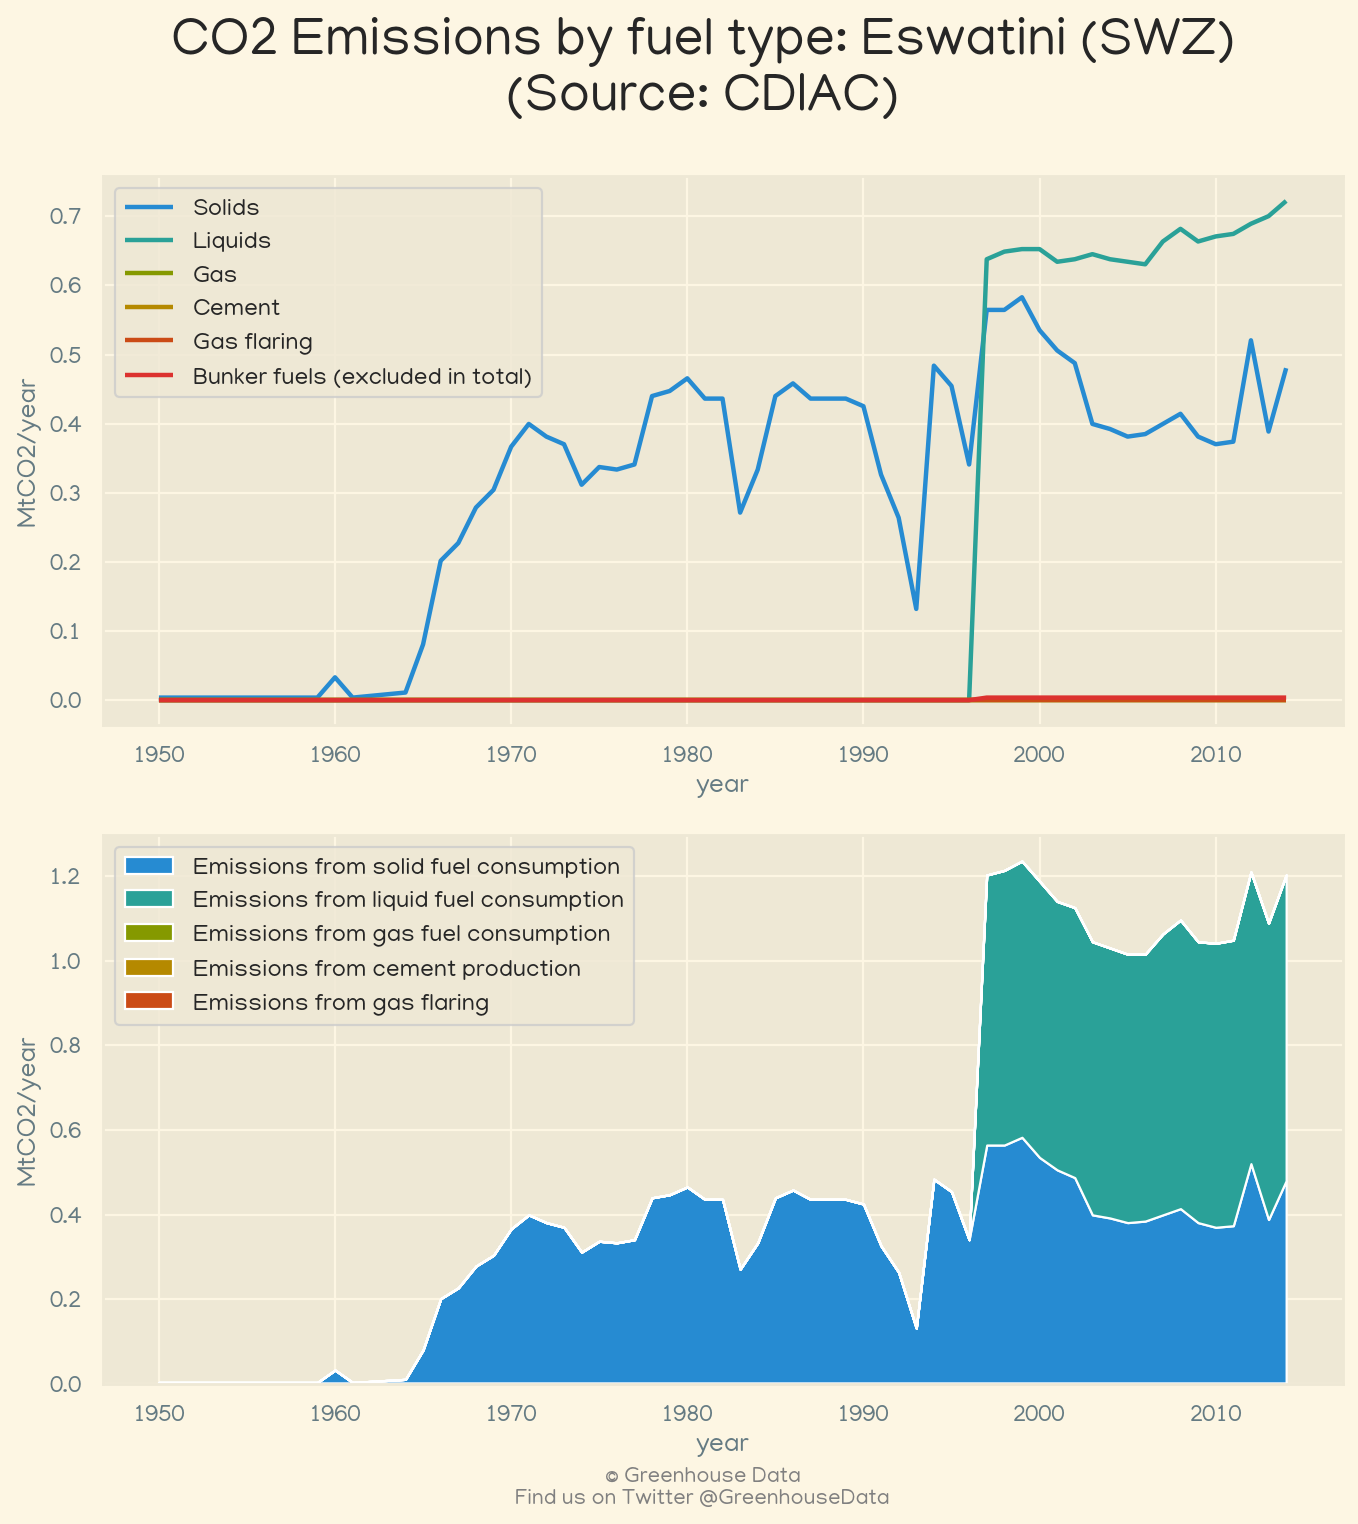 CO2 Emissions by fuel type: Eswatini (SWZ)
(Source: CDIAC)
Solids
Liquids
Gas
Cement
Gas flaring
Bunker fuels (excluded in total)
MtCO2/year
0.7
0.6
0.5
0.4
0.3
0.2
0.1
0.0
1950 1960 1970 1980 1990 2000 2010
year
Emissions from solid fuel consumption
Emissions from liquid fuel consumption
Emissions from gas fuel consumption
Emissions from cement production
Emissions from gas flaring
MtCO2/year
1.2
1.0
0.8
0.6
0.4
0.2
0.0
1950 1960 1970 1980 1990 2000 2010
year
© Greenhouse Data
Find us on Twitter @GreenhouseData